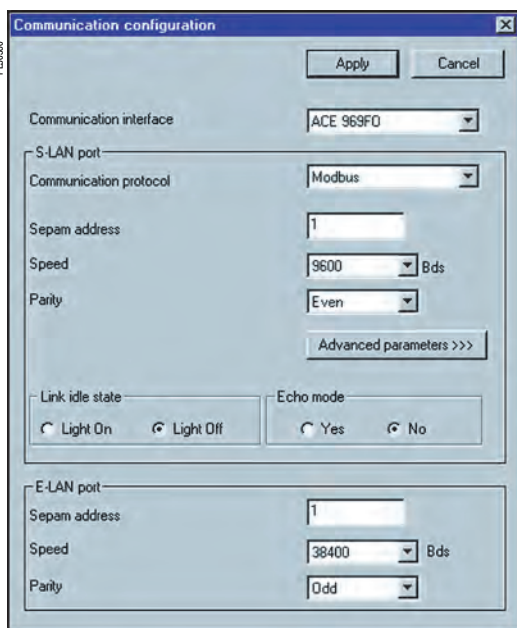 Communication configuration
Apply Cancel
Communication interface ACE 969FO
S-LAN port
Communication protocol Modbus
Sepam address 1
Speed 9600 Bds
Parity Even
Advanced parameters >>>
Link idle state Echo mode
Light On Light Off Yes No
E-LAN port
Sepam address 1
Speed 38400 Bds
Parity Odd